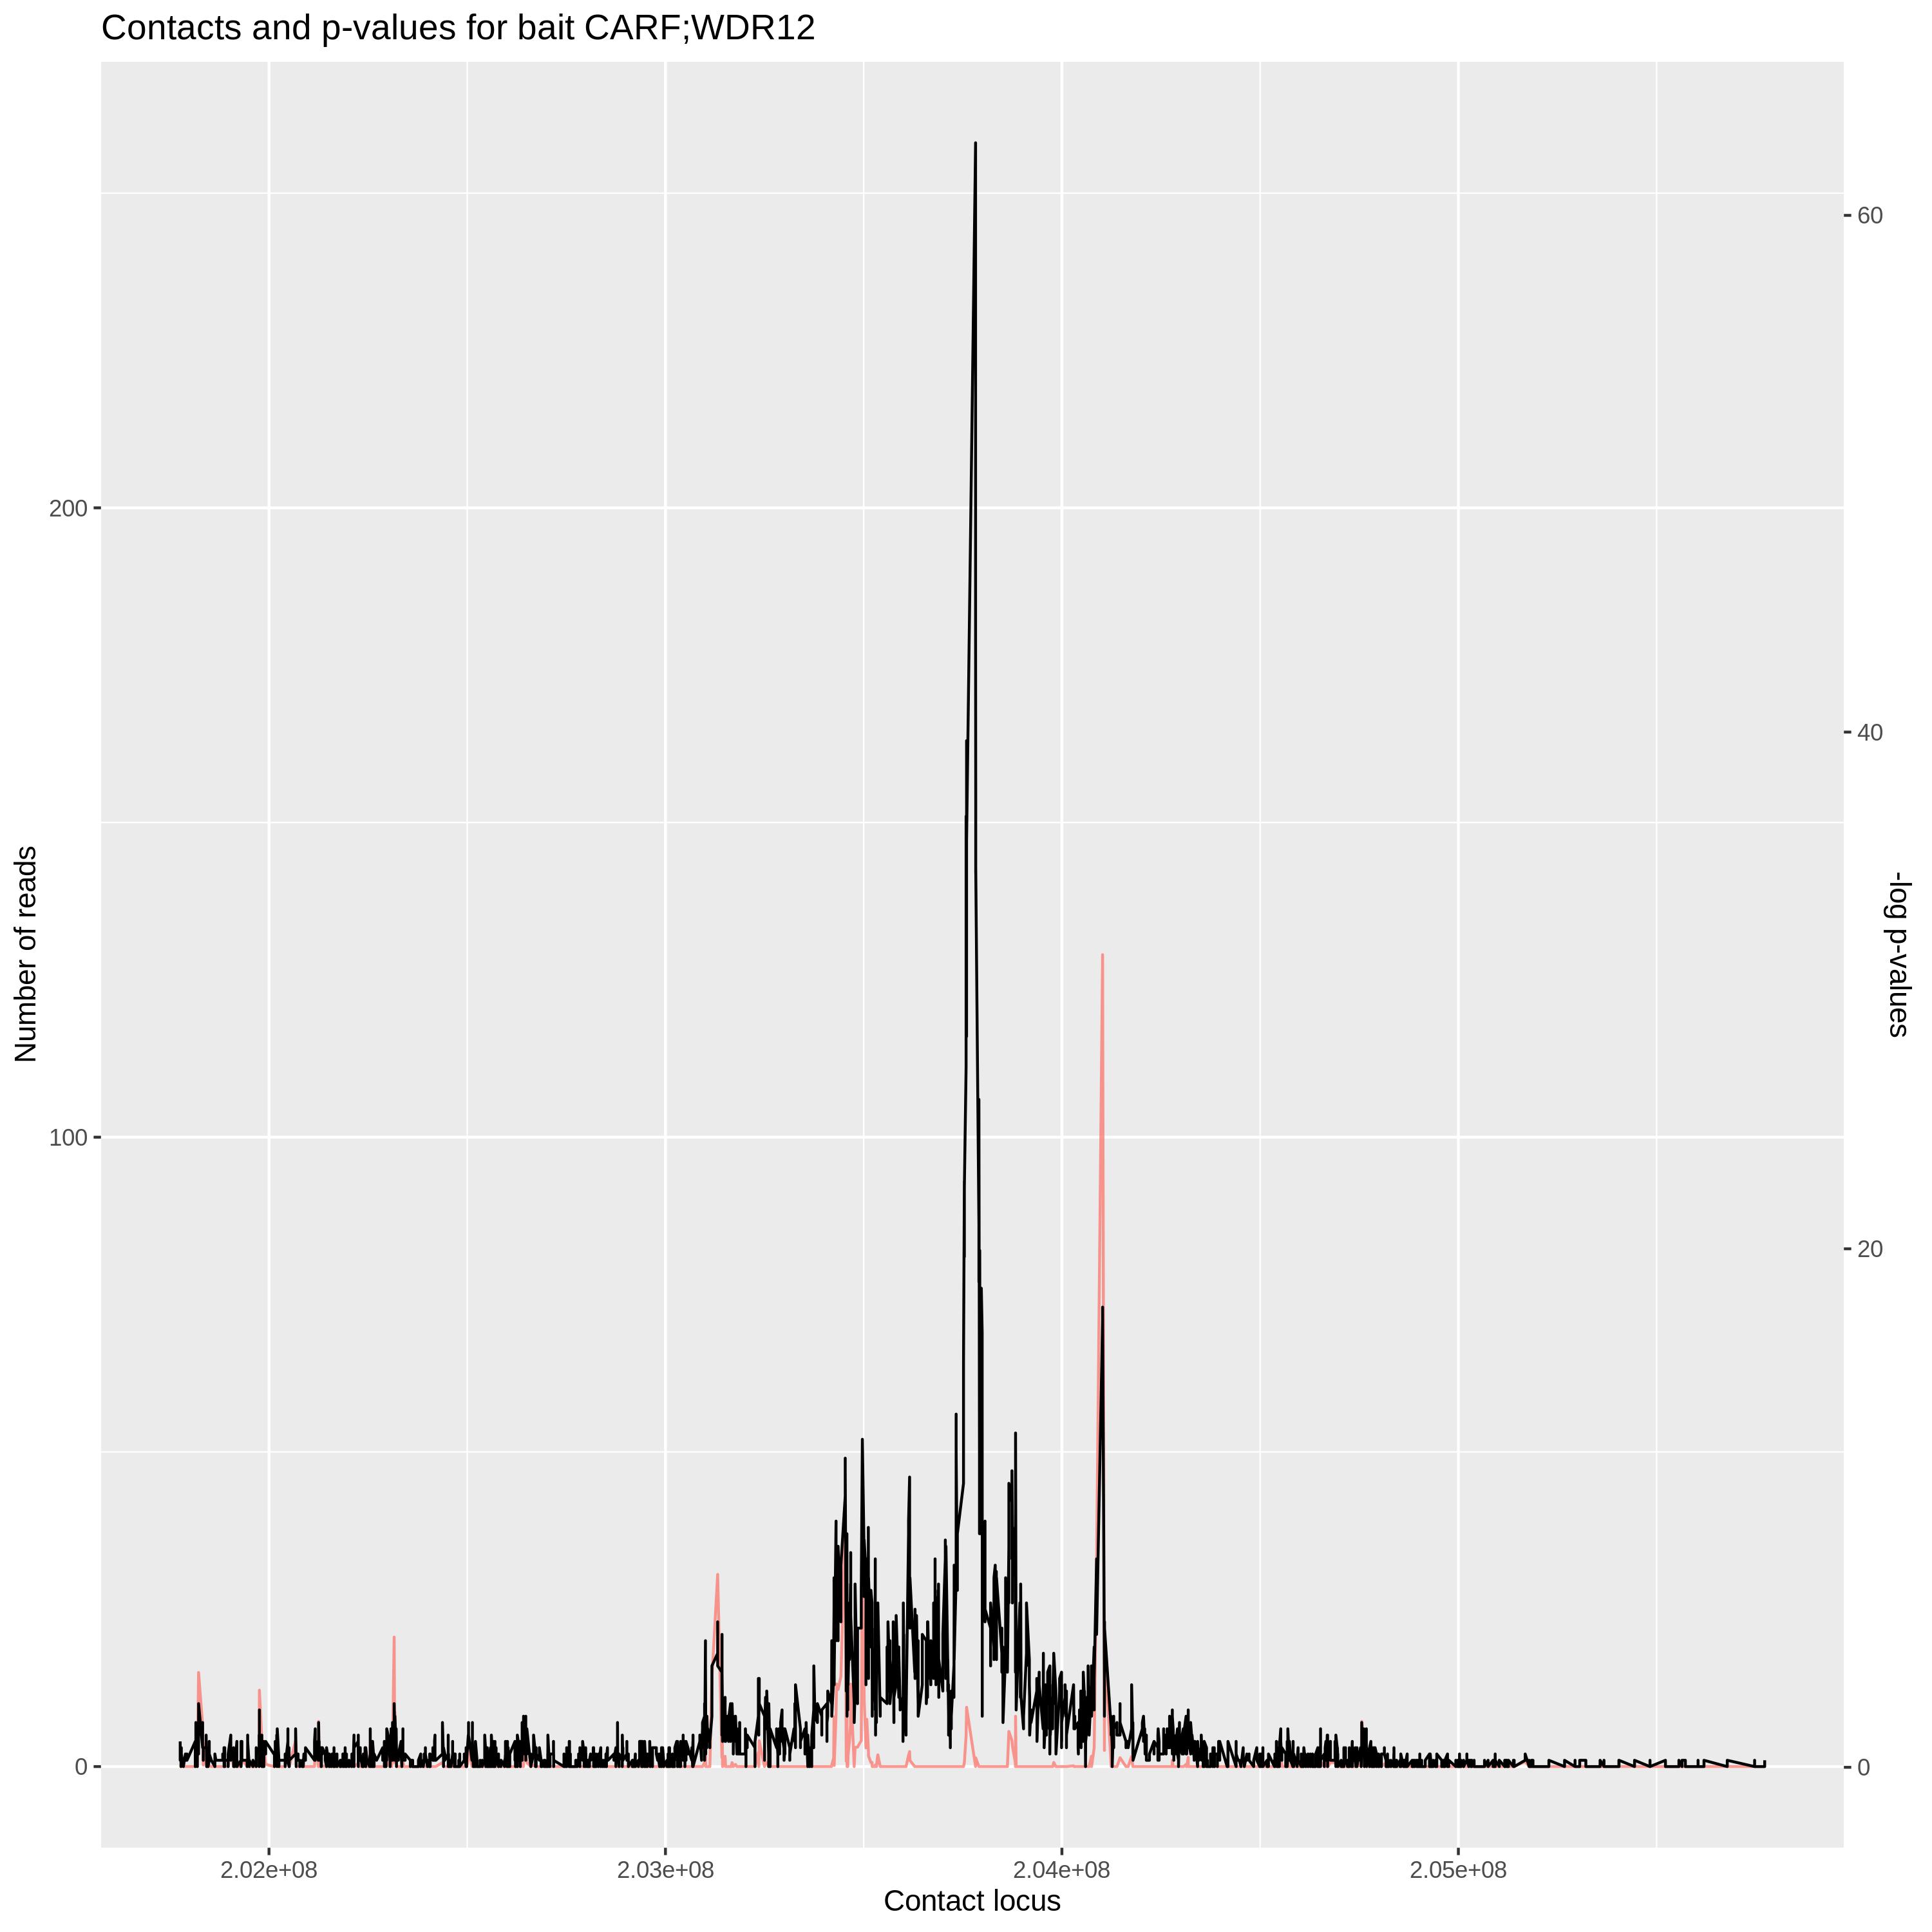 Contacts and p-values for bait CARF;WDR12
Number of reads
200
100
0
60
40
20
0
-log p-values
2.02e+08
2.03e+08
2.04e+08
2.05e+08
Contact locus